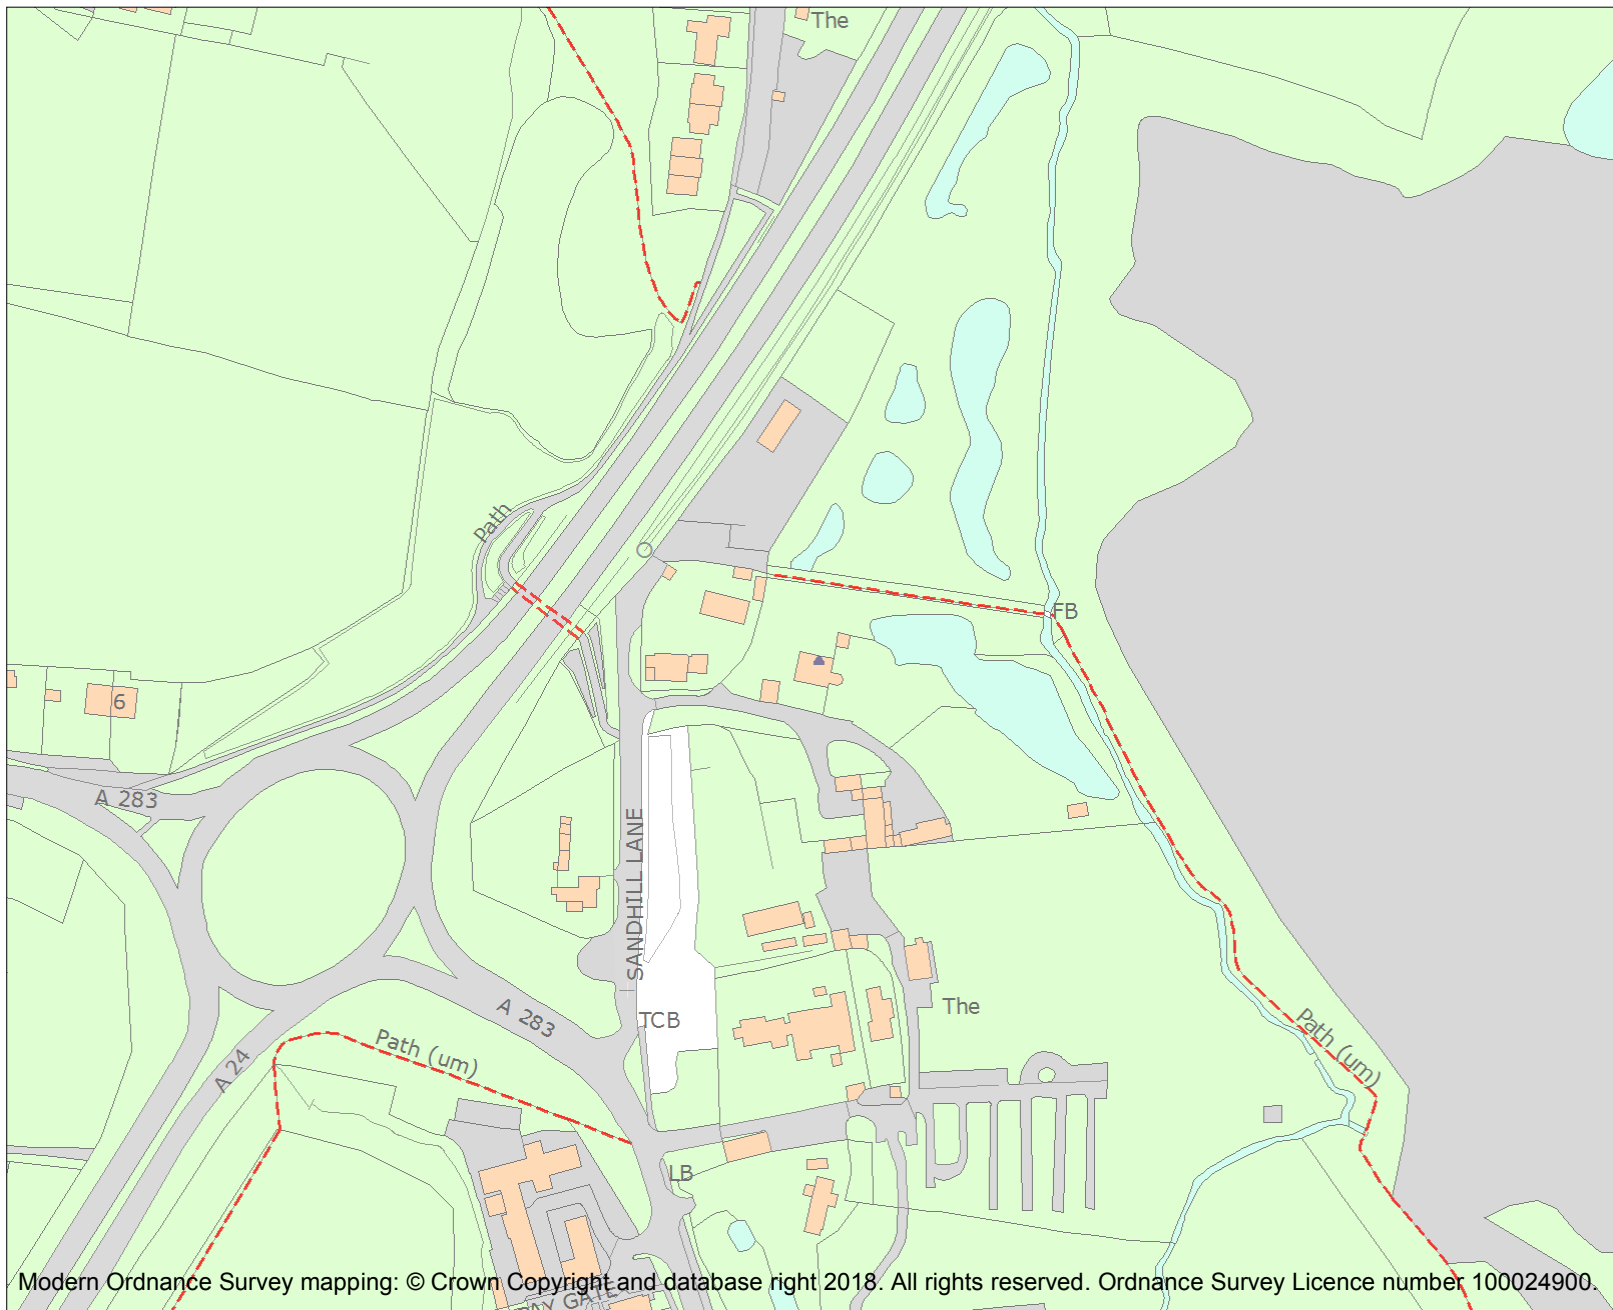 The
Path
FB
6
A 283
SANDHILL LANE
A 283
The
TCB
Path (um)
Path (um)
A 24
LB
Modern Ordnance Survey mapping: © Crown Copyright and database right 2018. All rights reserved. Ordnance Survey Licence number 100024900.